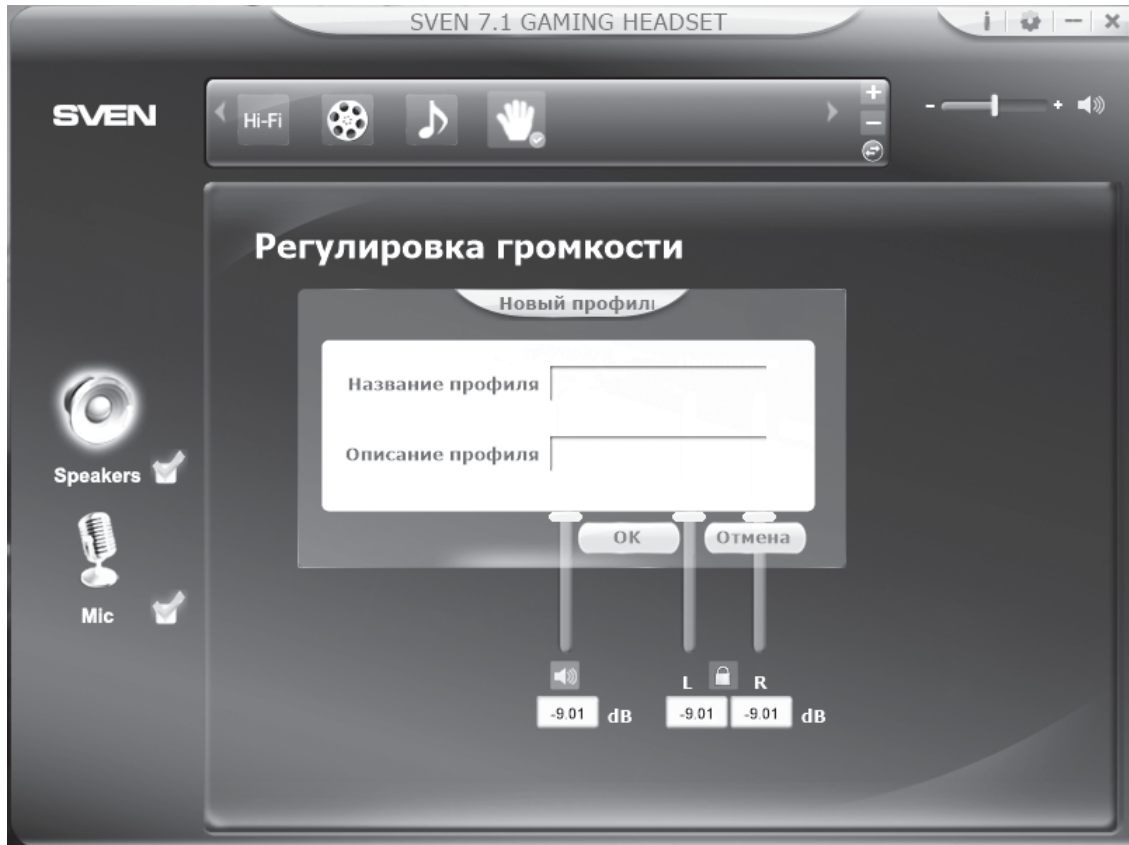 SVEN 7.1 GAMING HEADSET
SVEN
Hi-Fi
Регулировка громкости
Новый профиль
Название профиля
Описание профиля
OK
Отмена
Speakers
Mic
L
R
-9.01 dB
-9.01 -9.01 dB